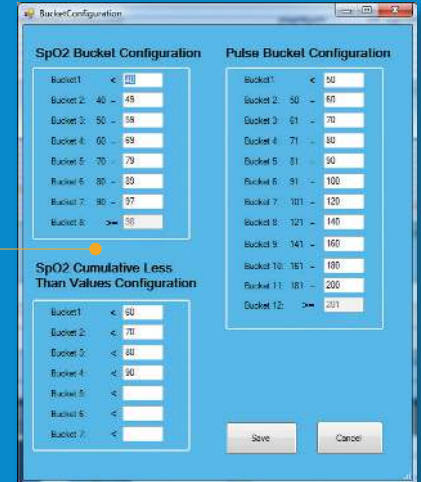 BucketConfiguration
SpO2 Bucket Configuration
Bucket1 < 40
Bucket 2: 40 - 49
Bucket 3: 50 - 59
Bucket 4: 60 - 69
Bucket 5: 70 - 79
Bucket 6: 80 - 89
Bucket 7: 90 - 97
Bucket 8: >= 98
SpO2 Cumulative Less
Than Values Configuration
Bucket1 < 60
Bucket 2: < 70
Bucket 3: < 80
Bucket 4: < 90
Bucket 5: <
Bucket 6: <
Bucket 7: <
Pulse Bucket Configuration
Bucket1 < 50
Bucket 2: 50 - 60
Bucket 3: 61 - 70
Bucket 4: 71 - 80
Bucket 5: 81 - 90
Bucket 6: 91 - 100
Bucket 7: 101 - 120
Bucket 8: 121 - 140
Bucket 9: 141 - 160
Bucket 10: 161 - 180
Bucket 11: 181 - 200
Bucket 12: >= 201
Save
Cancel